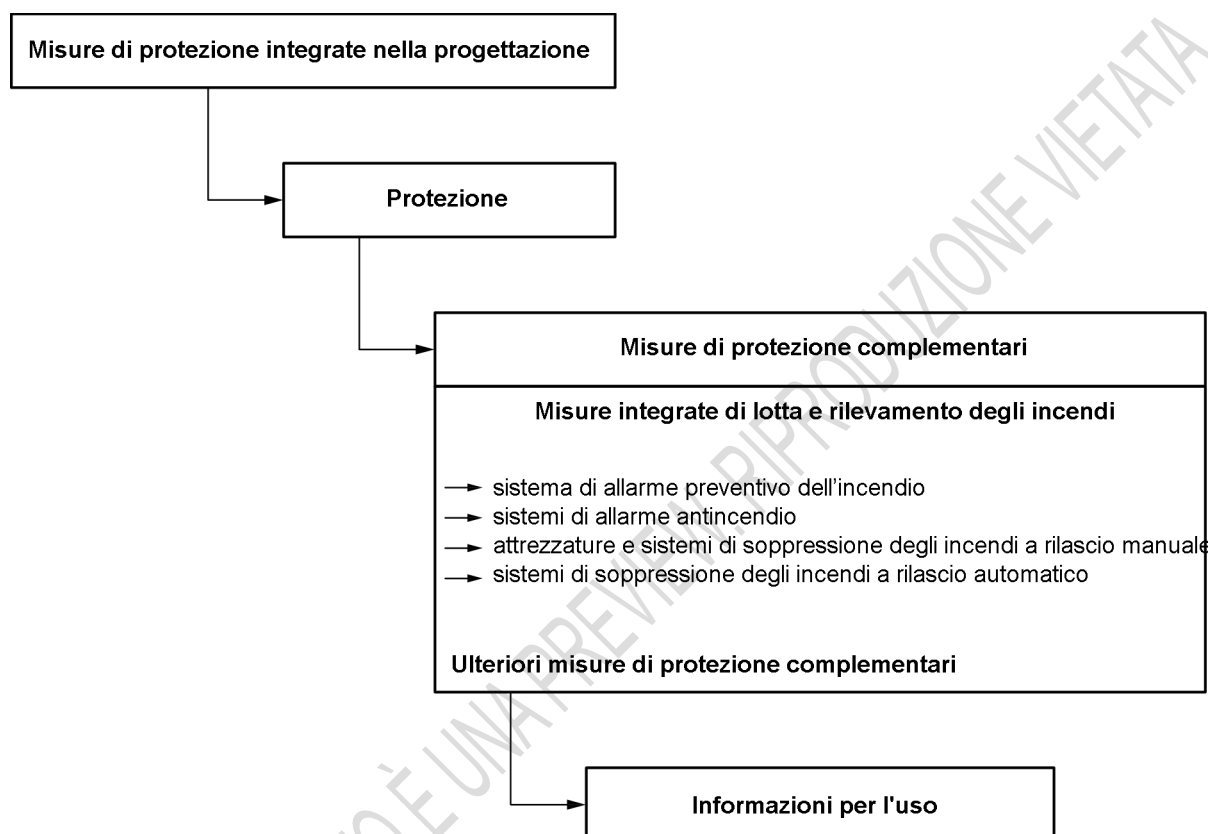 Misure di protezione integrate nella progettazione
Protezione
Misure di protezione complementari
Misure integrate di lotta e rilevamento degli incendi
sistema di allarme preventivo dell'incendio
sistemi di allarme antincendio
attrezzature e sistemi di soppressione degli incendi a rilascio manuale
sistemi di soppressione degli incendi a rilascio automatico
Ulteriori misure di protezione complementari
Informazioni per l'uso
È UNA PREVIEW. RIPRODUZIONE VIETATA